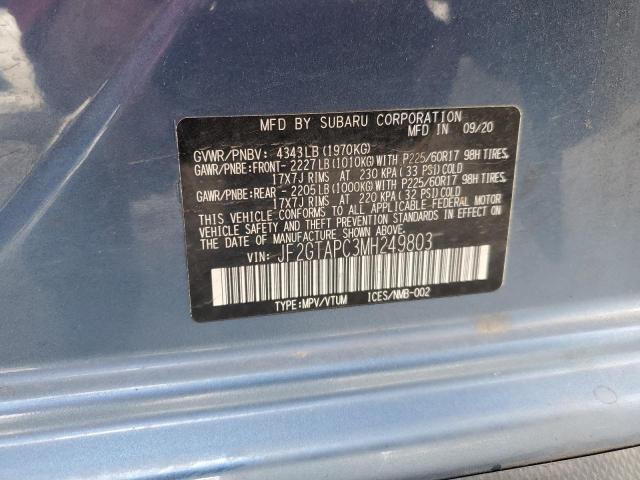 MFD BY SUBARU CORPORATION
MFD IN 09/20
GVWR/PNBV: 4343LB(1970KG)
GAWR/PNBE:FRONT-2227LB(1010KG)WITH P225/60R17 98H TIRES,
17X7J RIMS AT 230 KPA(33 PSI)COLD
GAWR/PNBE:REAR -2205LB(1000KG)WITH P225/60R17 98H TIRES,
17X7J RIMS AT 220 KPA(32 PSI)COLD
THIS VEHICLE CONFORMS TO ALL APPLICABLE FEDERAL MOTOR
VEHICLE SAFETY AND THEFT PREVENTION STANDARDS IN EFFECT ON
THE DATE OF MANUFACTURE SHOWN ABOVE.
VIN: JF2GTAPC3MH249803
TYPE:MPV/VTUM ICES/NMB-002